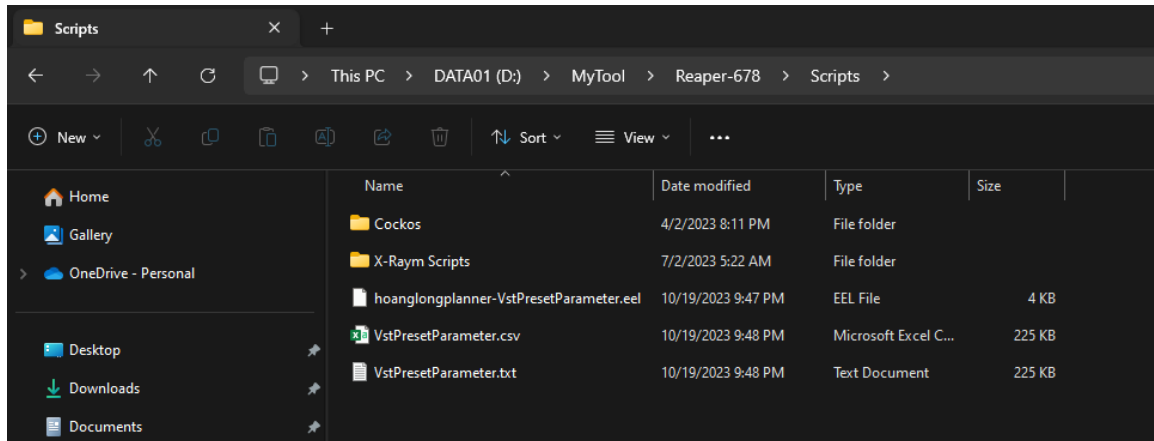 Scripts
This PC > DATA01 (D:) > MyTool > Reaper-678 > Scripts >
New Sort View
Name Date modified Type Size
Home
Gallery
OneDrive - Personal
Desktop
Downloads
Documents
Cockos 4/2/2023 8:11 PM File folder
X-Raym Scripts 7/2/2023 5:22 AM File folder
hoanglongplanner-VstPresetParameter.eel 10/19/2023 9:47 PM EEL File 4 KB
VstPresetParameter.csv 10/19/2023 9:48 PM Microsoft Excel C... 225 KB
VstPresetParameter.txt 10/19/2023 9:48 PM Text Document 225 KB